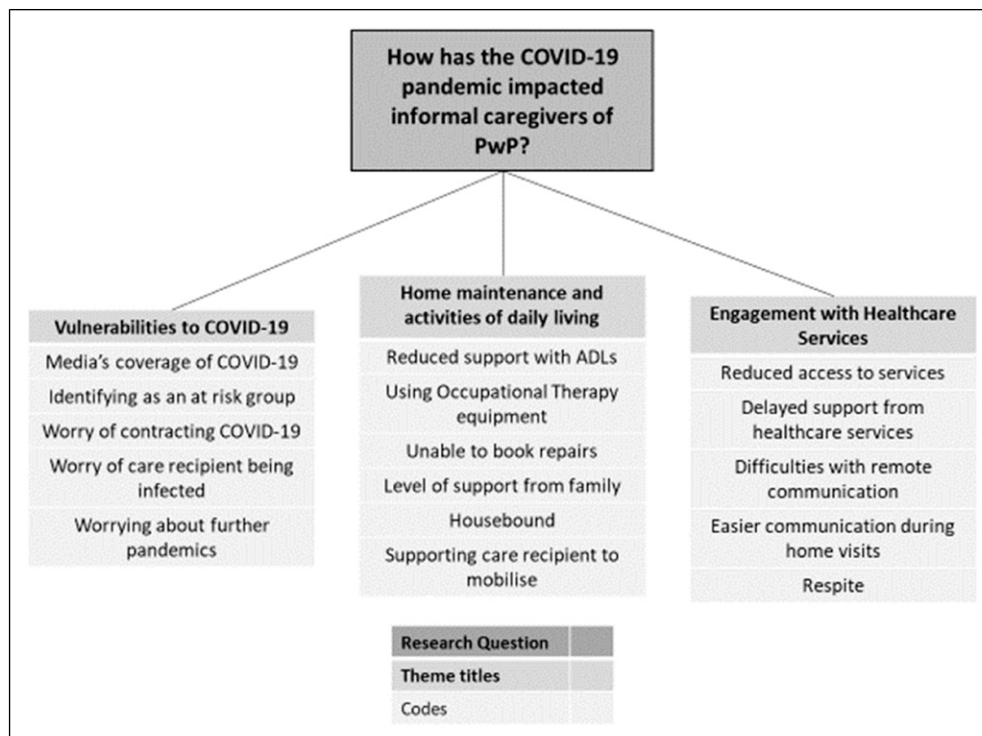 How has the COVID-19
pandemic impacted
informal caregivers of
PwP?
Vulnerabilities to COVID-19
Media's coverage of COVID-19
Identifying as an at risk group
Worry of contracting COVID-19
Worry of care recipient being
infected
Worrying about further
pandemics
Home maintenance and
activities of daily living
Reduced support with ADLs
Using Occupational Therapy
equipment
Unable to book repairs
Level of support from family
Housebound
Supporting care recipient to
mobilise
Engagement with Healthcare
Services
Reduced access to services
Delayed support from
healthcare services
Difficulties with remote
communication
Easier communication during
home visits
Respite
Research Question
Theme titles
Codes